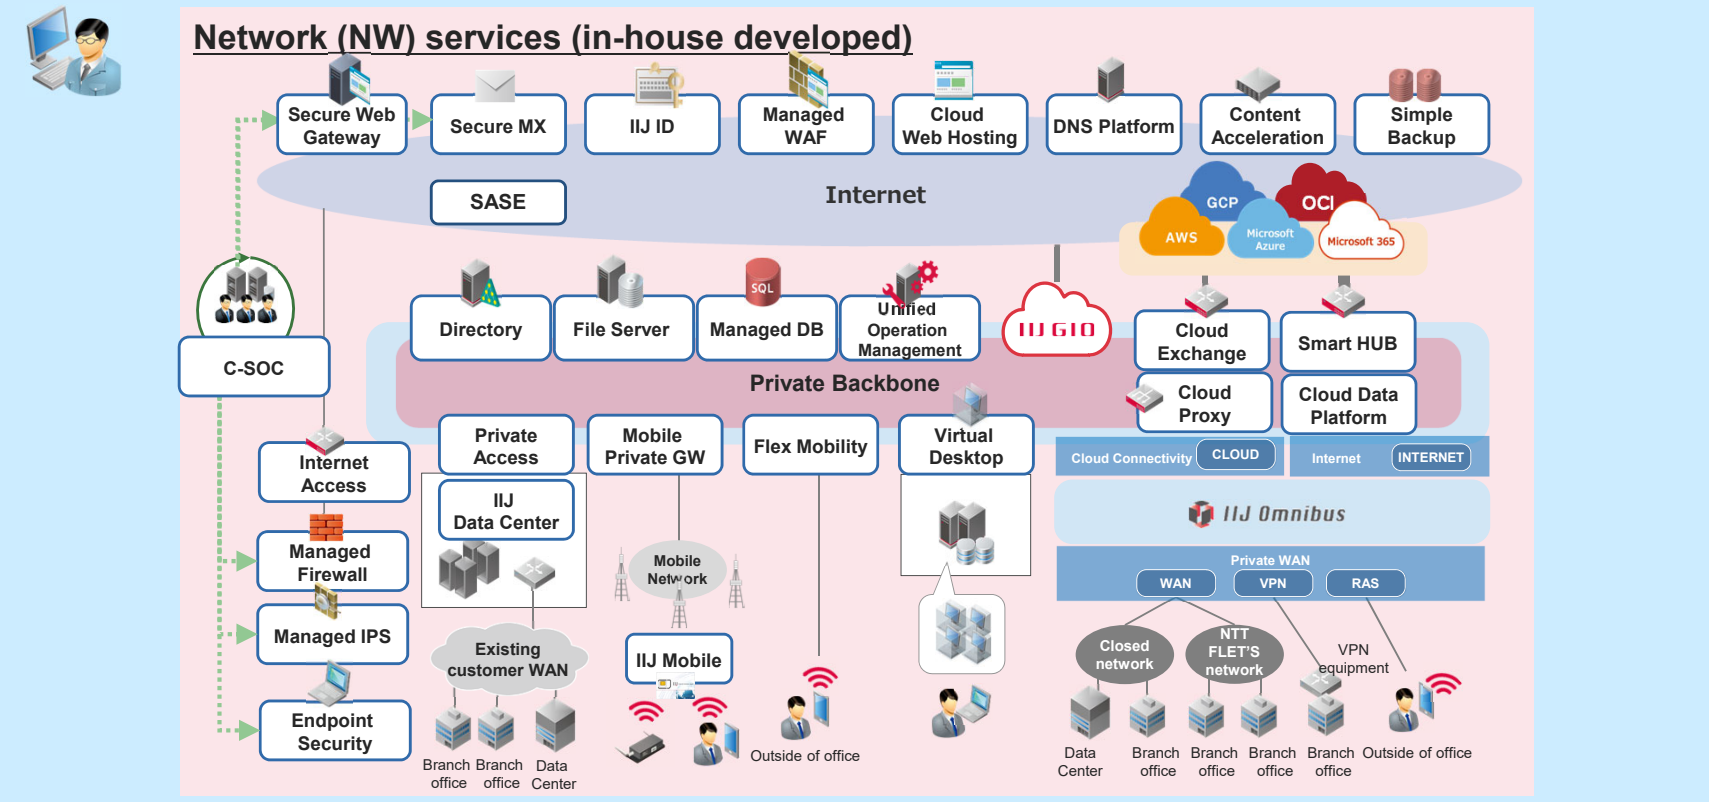 Network (NW) services (in-house developed)
Secure Web
Gateway
Secure MX
IIJ ID
Managed
WAF
Cloud
Web Hosting
DNS Platform
Content
Acceleration
Simple
Backup
SASE
Internet
GCP
OCI
AWS
Microsoft
Azure
Microsoft 365
C-SOC
Directory
File Server
SQL
Managed DB
Unified
Operation
Management
IIJ GIO
Cloud
Exchange
Smart HUB
Private Backbone
Cloud
Proxy
Cloud Data
Platform
Internet
Access
Private
Access
Mobile
Private GW
Flex Mobility
Virtual
Desktop
Cloud Connectivity
CLOUD
Internet
INTERNET
IIJ
Data Center
IIJ Omnibus
Managed
Firewall
Mobile
Network
Private WAN
WAN
VPN
RAS
Managed IPS
Existing
customer WAN
IIJ Mobile
Closed
network
NTT
FLET'S
network
VPN
equipment
Endpoint
Security
Branch
office
Branch
office
Data
Center
Outside of office
Data
Center
Branch
office
Branch
office
Branch
office
Branch
office
Outside of office